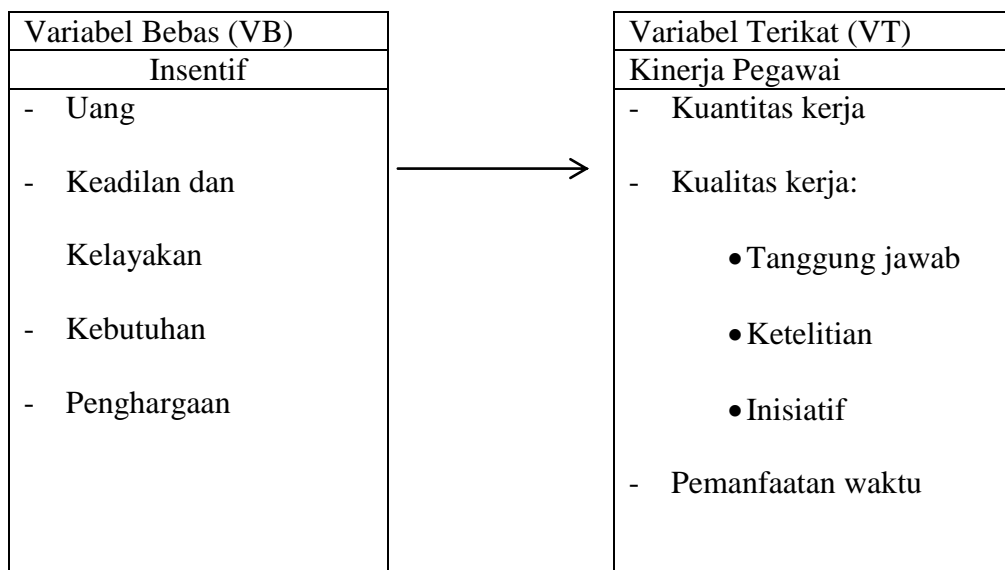 Variabel Bebas (VB)
Insentif
- Uang
- Keadilan dan
Kelayakan
- Kebutuhan
- Penghargaan
Variabel Terikat (VT)
Kinerja Pegawai
- Kuantitas kerja
- Kualitas kerja:
• Tanggung jawab
• Ketelitian
• Inisiatif
- Pemanfaatan waktu